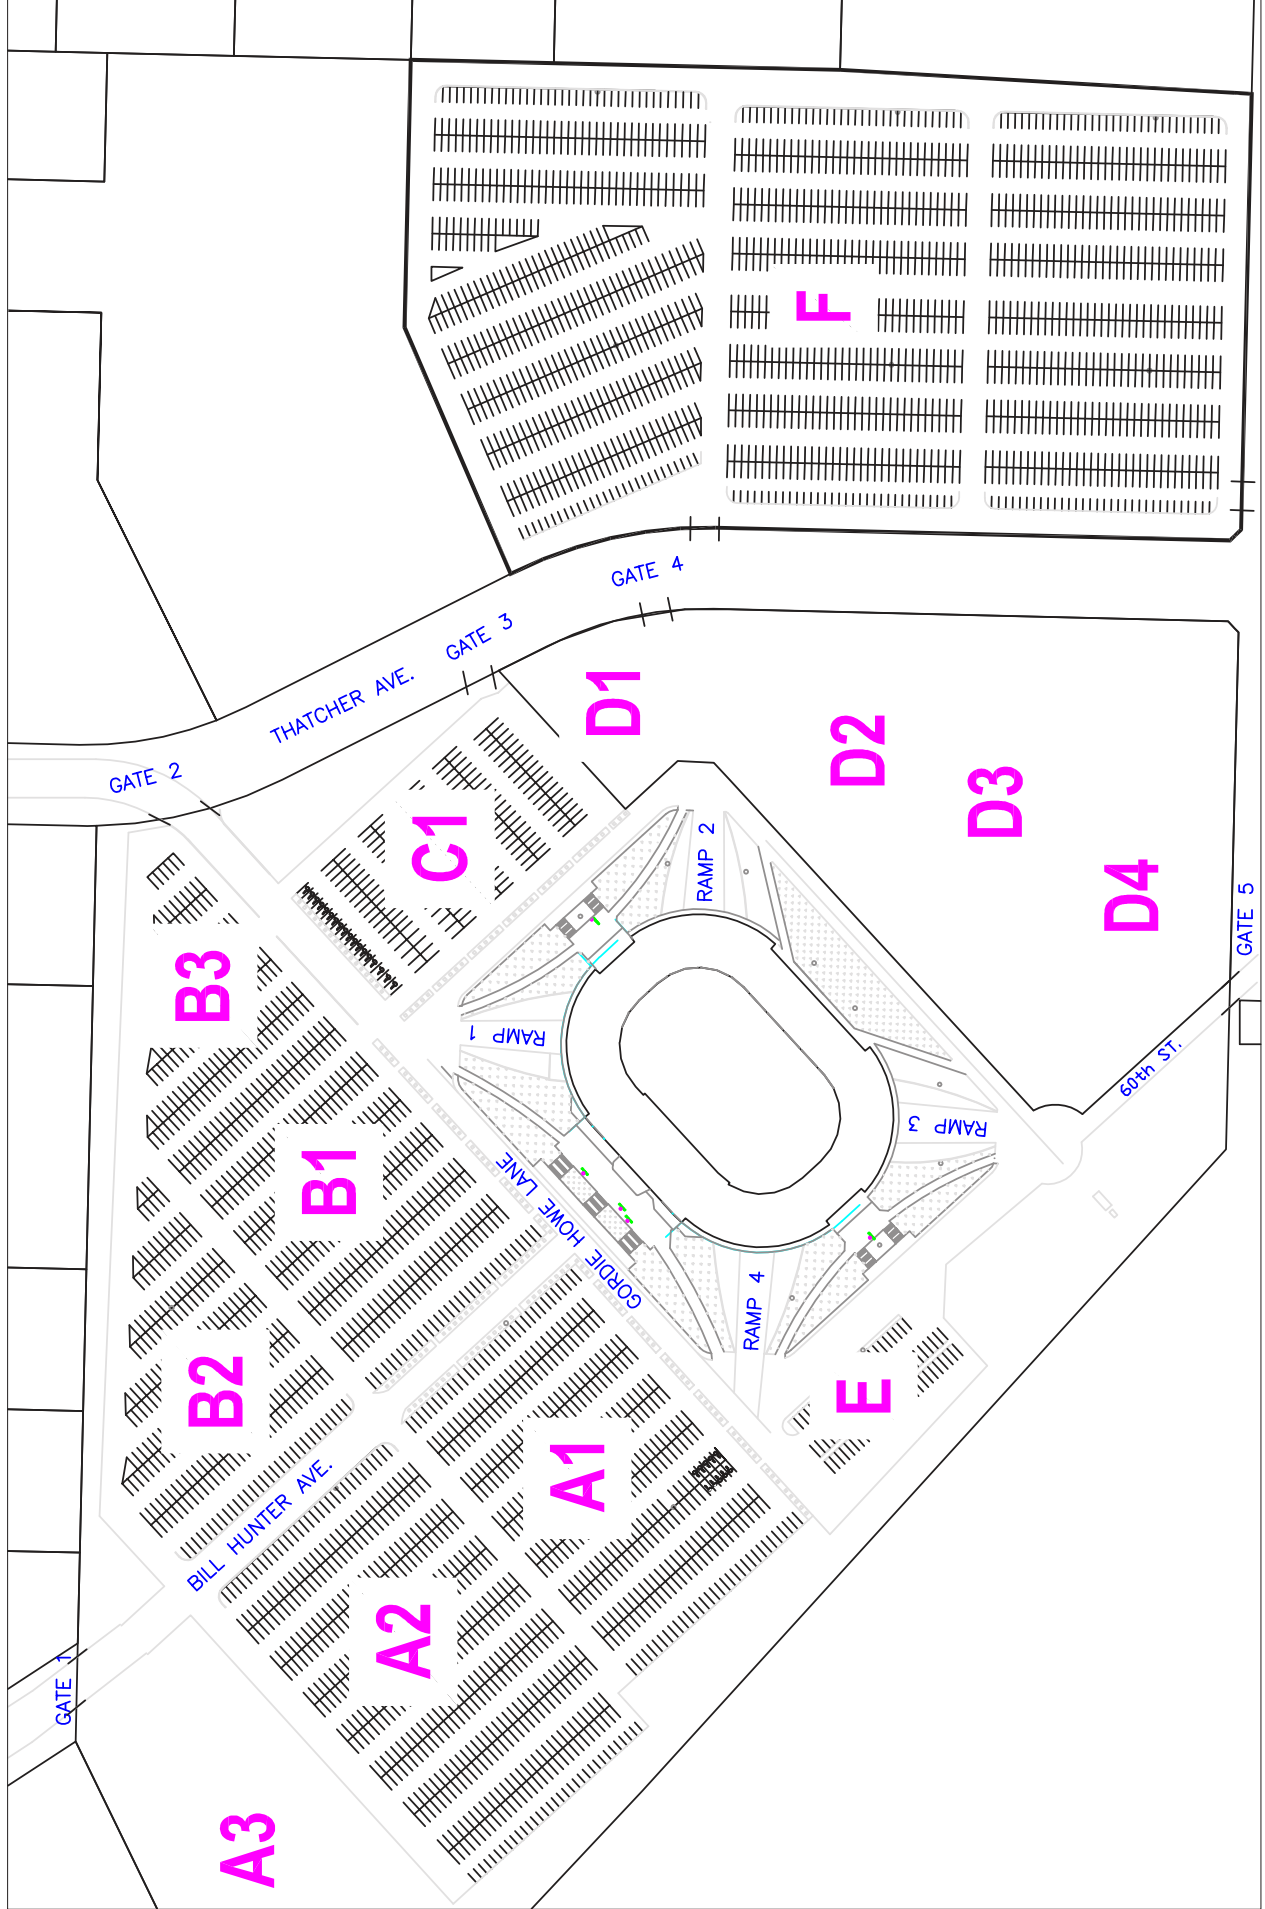 F
GATE 4
GATE 3
THATCHER AVE.
GATE 2
D1
D2
D3
D4
C1
B3
RAMP 2
GATE 5
RAMP 1
60th ST.
RAMP 3
B1
GORDIE HOWE LANE
RAMP 4
B2
E
A1
BILL HUNTER AVE.
A2
GATE 1
A3